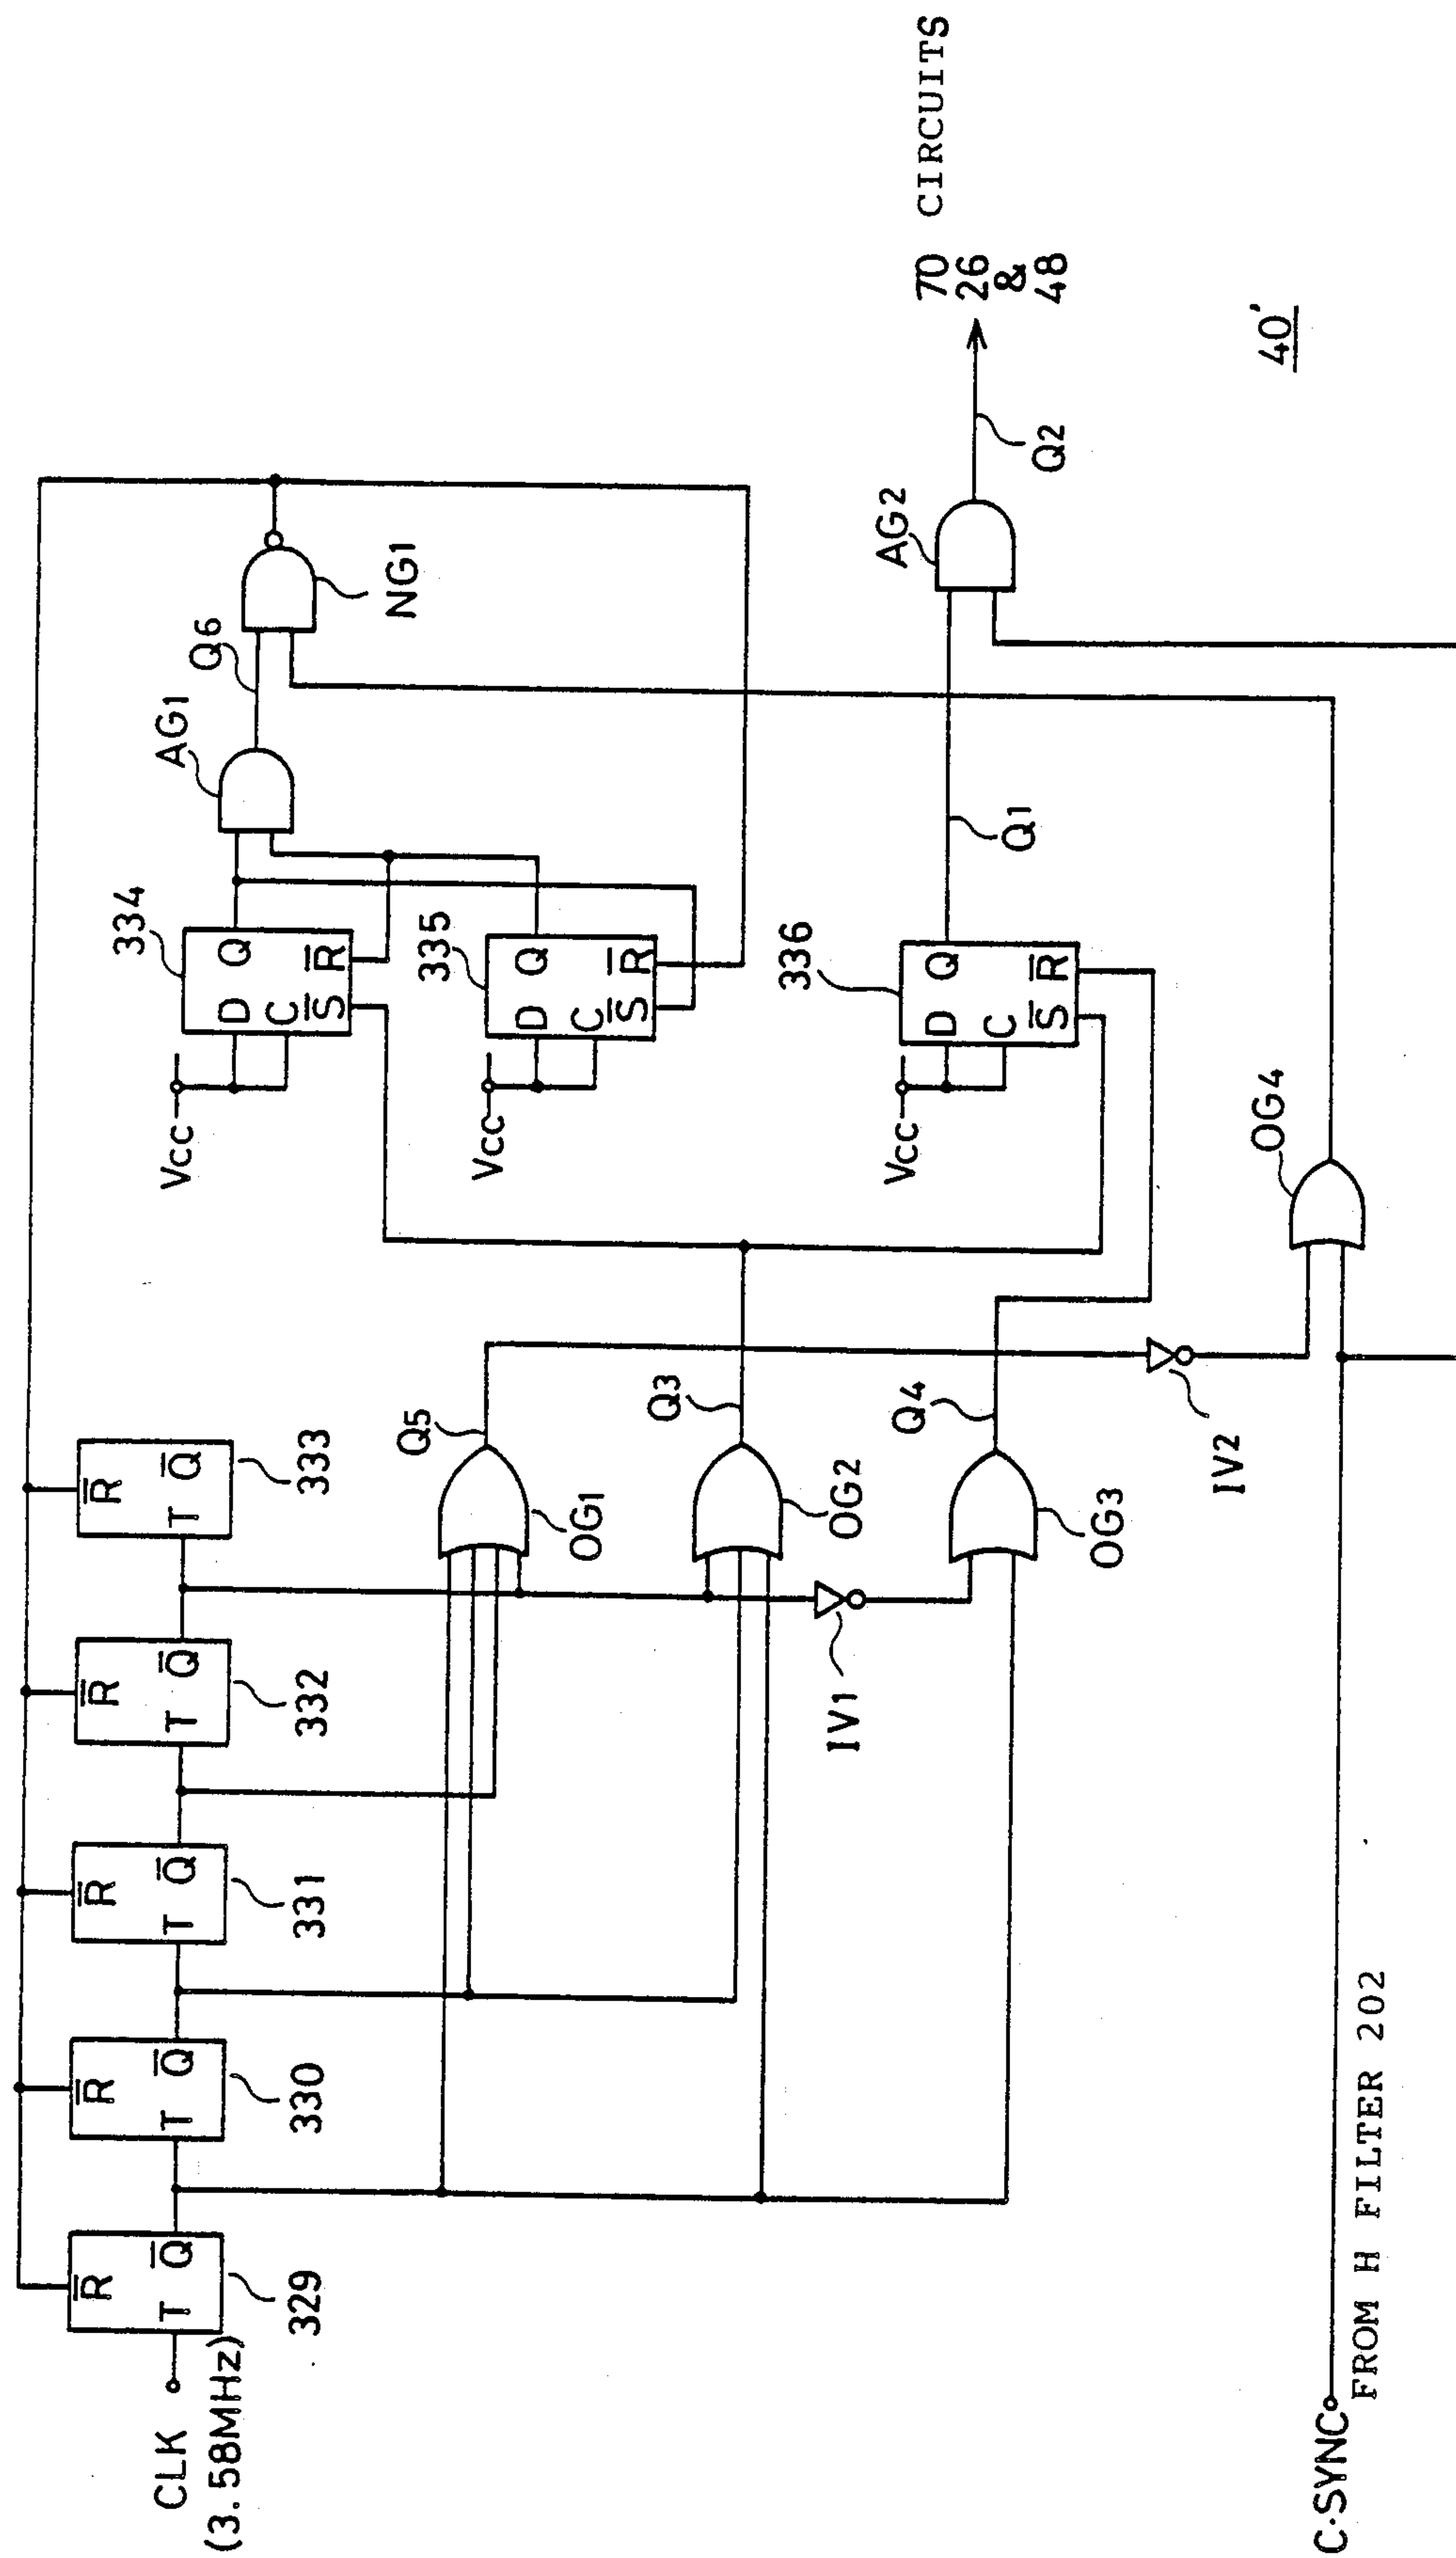 CLK
(3.58MHz)
R̅
T Q̅
329
R̅
T Q̅
330
R̅
T Q̅
331
R̅
T Q̅
332
R̅
T Q̅
333
Q5
OG1
Q3
OG2
Q4
OG3
IV1
IV2
Vcc
D Q
C
S̅ R̅
334
Vcc
D Q
C
S̅ R̅
335
Vcc
D Q
C
S̅ R̅
336
AG1
Q6
NG1
Q1
AG2
Q2
70 CIRCUITS
26
&
48
OG4
40'
C·SYNC
FROM H FILTER 202